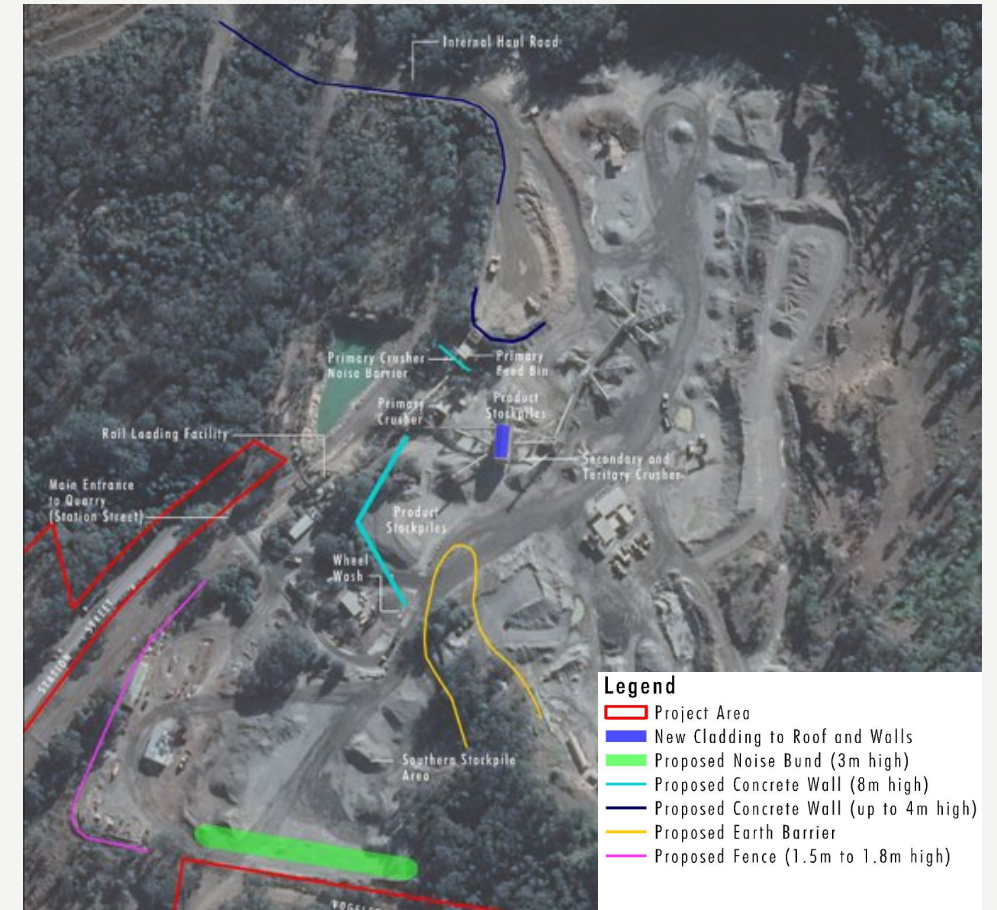 Internal Haul Road
Primary Crusher
Noise Barrier
Primary
Feed Bin
Primary
Crusher
Product
Stockpiles
Rail Loading Facility
Secondary and
Teritary Crusher
Main Entrance
to Quarry
(Station Street)
Product
Stockpiles
Wheel
Wash
STATION STREET
Southern Stockpile
Area
Legend
Project Area
New Cladding to Roof and Walls
Proposed Noise Bund (3m high)
Proposed Concrete Wall (8m high)
Proposed Concrete Wall (up to 4m high)
Proposed Earth Barrier
Proposed Fence (1.5m to 1.8m high)